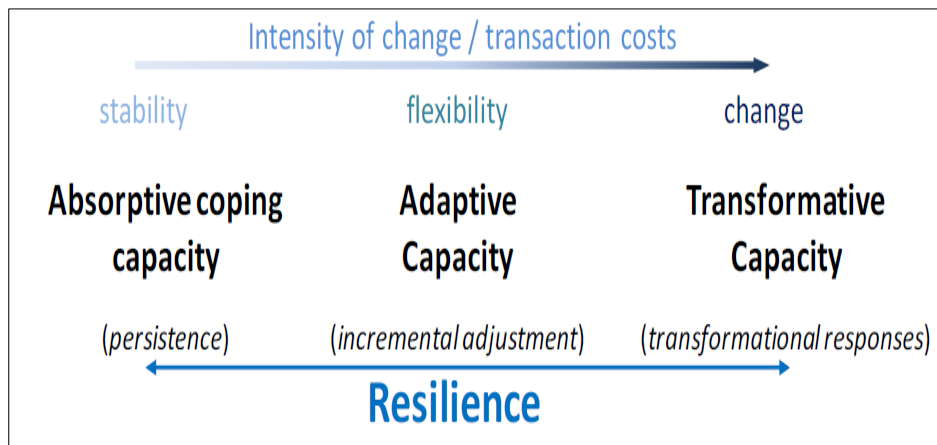 Intensity of change / transaction costs
stability flexibility change
Absorptive coping capacity
Adaptive Capacity
Transformative Capacity
(persistence) (incremental adjustment) (transformational responses)
Resilience